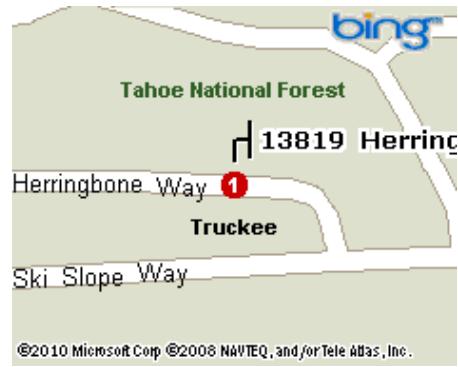 bing™
Tahoe National Forest
13819 Herring
Herringbone Way 1
Truckee
Ski Slope Way
©2010 Microsoft Corp ©2008 NAVTEQ, and/or Tele Atlas, Inc.